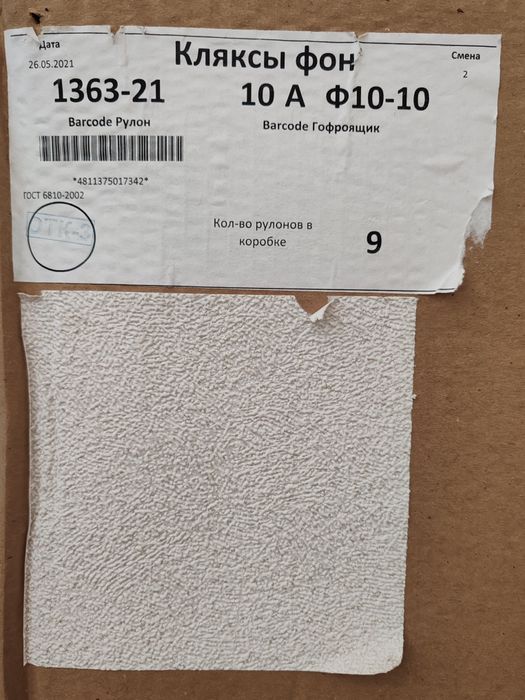 Дата
Кляксы фон
Смена
26.05.2021
2
1363-21
10 А Ф10-10
Barcode Рулон
Barcode Гофроящик
*4811375017342*
ГОСТ 6810-2002
Кол-во рулонов в
коробке
9